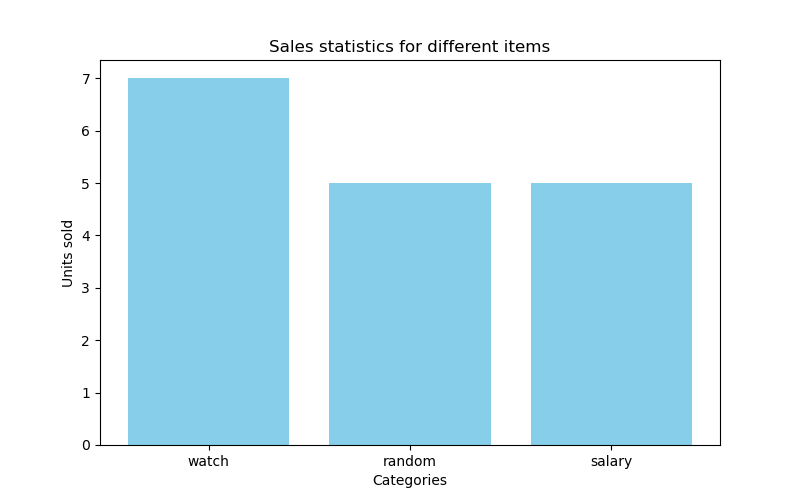 Sales statistics for different items
7
6
5
4
3
2
1
0
Units sold
watch random salary
Categories